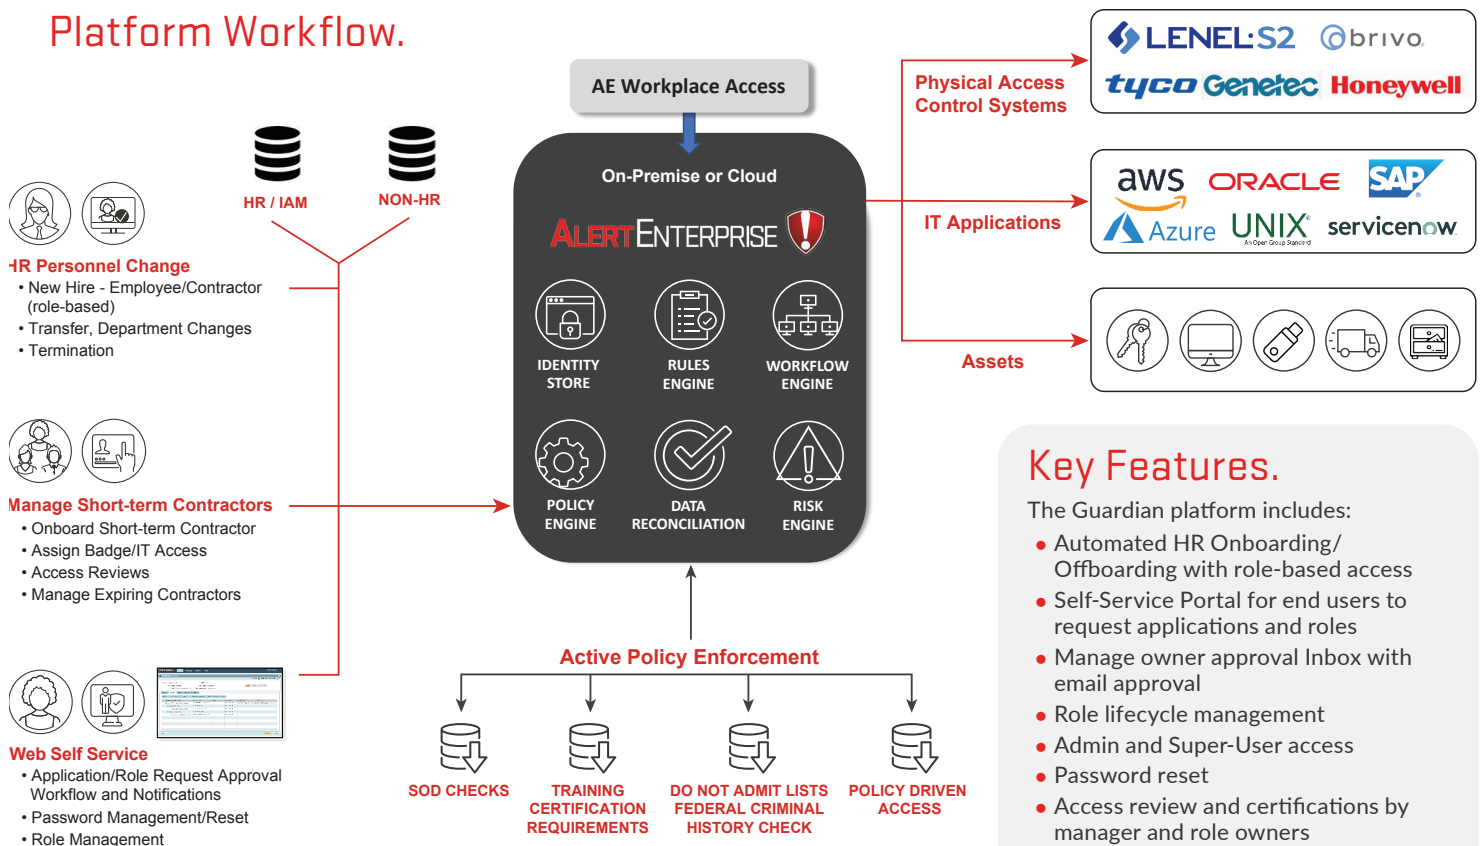 Platform Workflow.
HR / IAM
NON-HR
HR Personnel Change
• New Hire - Employee/Contractor
(role-based)
• Transfer, Department Changes
• Termination
Manage Short-term Contractors
• Onboard Short-term Contractor
• Assign Badge/IT Access
• Access Reviews
• Manage Expiring Contractors
Web Self Service
• Application/Role Request Approval
Workflow and Notifications
• Password Management/Reset
• Role Management
AE Workplace Access
On-Premise or Cloud
ALERTENTERPRISE
IDENTITY
STORE
RULES
ENGINE
WORKFLOW
ENGINE
POLICY
ENGINE
DATA
RECONCILIATION
RISK
ENGINE
Active Policy Enforcement
SOD CHECKS
TRAINING
CERTIFICATION
REQUIREMENTS
DO NOT ADMIT LISTS
FEDERAL CRIMINAL
HISTORY CHECK
POLICY DRIVEN
ACCESS
Physical Access
Control Systems
LENEL·S2 brivo.
tyco Genetec Honeywell
IT Applications
aws ORACLE SAP
Azure UNIX servicenow
An Open Group Standard
Assets
Key Features.
The Guardian platform includes:
• Automated HR Onboarding/
Offboarding with role-based access
• Self-Service Portal for end users to
request applications and roles
• Manage owner approval Inbox with
email approval
• Role lifecycle management
• Admin and Super-User access
• Password reset
• Access review and certifications by
manager and role owners